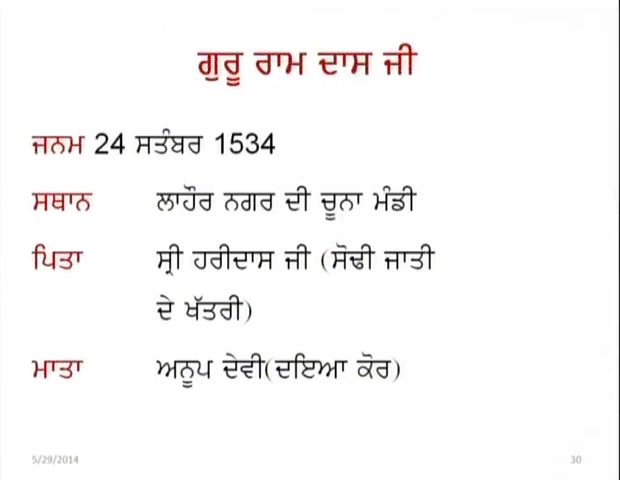 ਗੁਰੂ ਰਾਮ ਦਾਸ ਜੀ
ਜਨਮ 24 ਸਤੰਬਰ 1534
ਸਥਾਨ ਲਾਹੌਰ ਨਗਰ ਦੀ ਚੂਨਾ ਮੰਡੀ
ਪਿਤਾ ਸ੍ਰੀ ਹਰੀਦਾਸ ਜੀ (ਸੋਢੀ ਜਾਤੀ
ਦੇ ਖੱਤਰੀ)
ਮਾਤਾ ਅਨੂਪ ਦੇਵੀ(ਦਇਆ ਕੋਰ)
5/29/2014 30